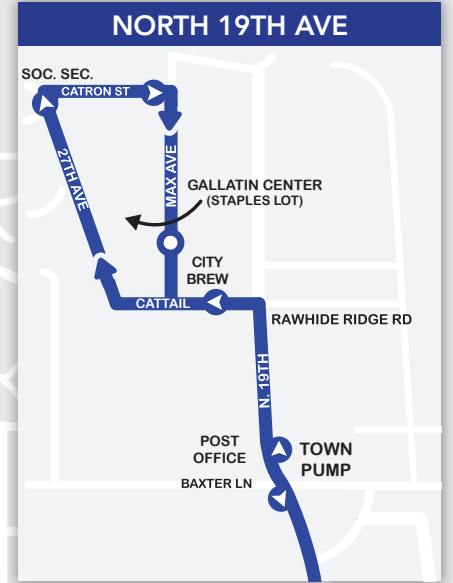 NORTH 19TH AVE
SOC. SEC.
CATRON ST
27TH AVE
MAX AVE
GALLATIN CENTER
(STAPLES LOT)
CITY
BREW
CATTAIL
RAWHIDE RIDGE RD
N. 19TH
POST
OFFICE
TOWN
PUMP
BAXTER LN